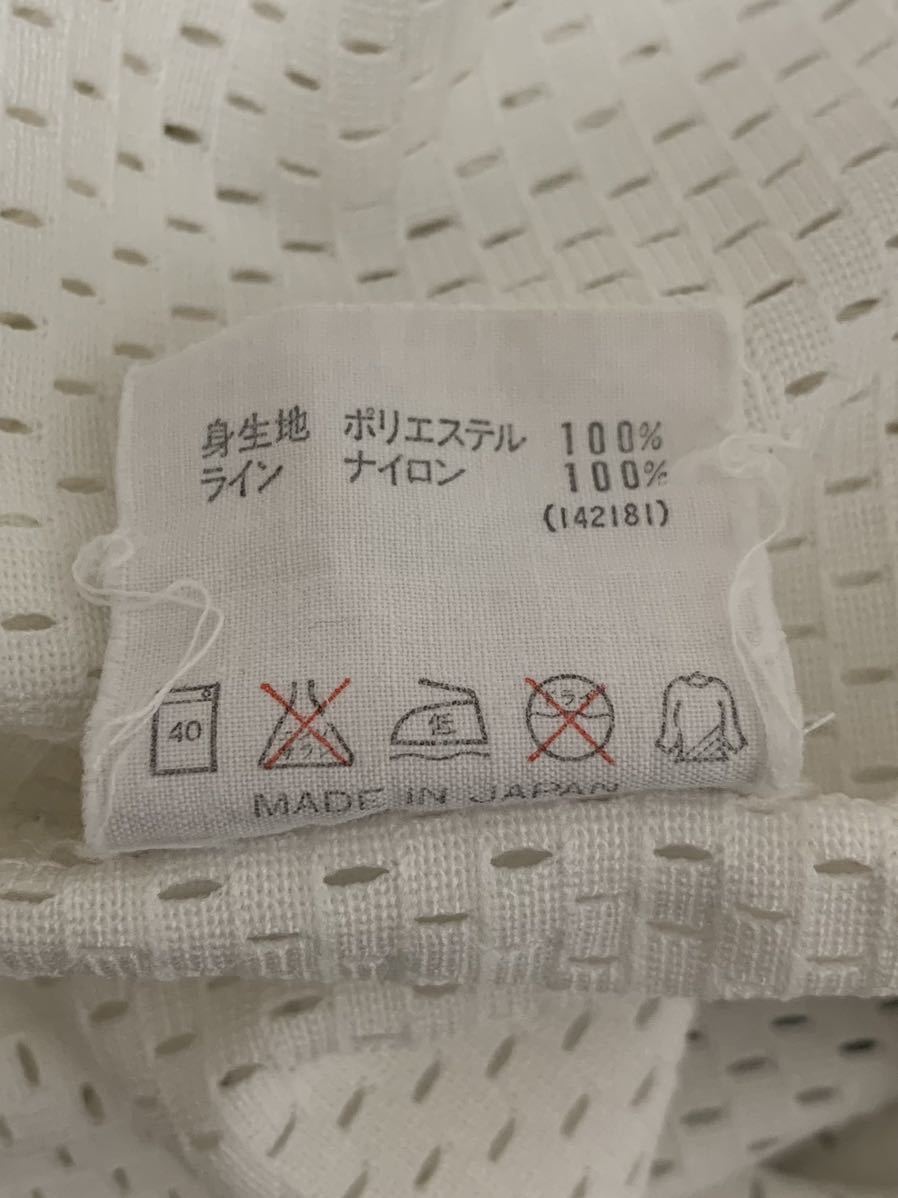 身生地 ポリエステル 100%
ライン ナイロン 100%
(142181)
40 低
MADE IN JAPAN